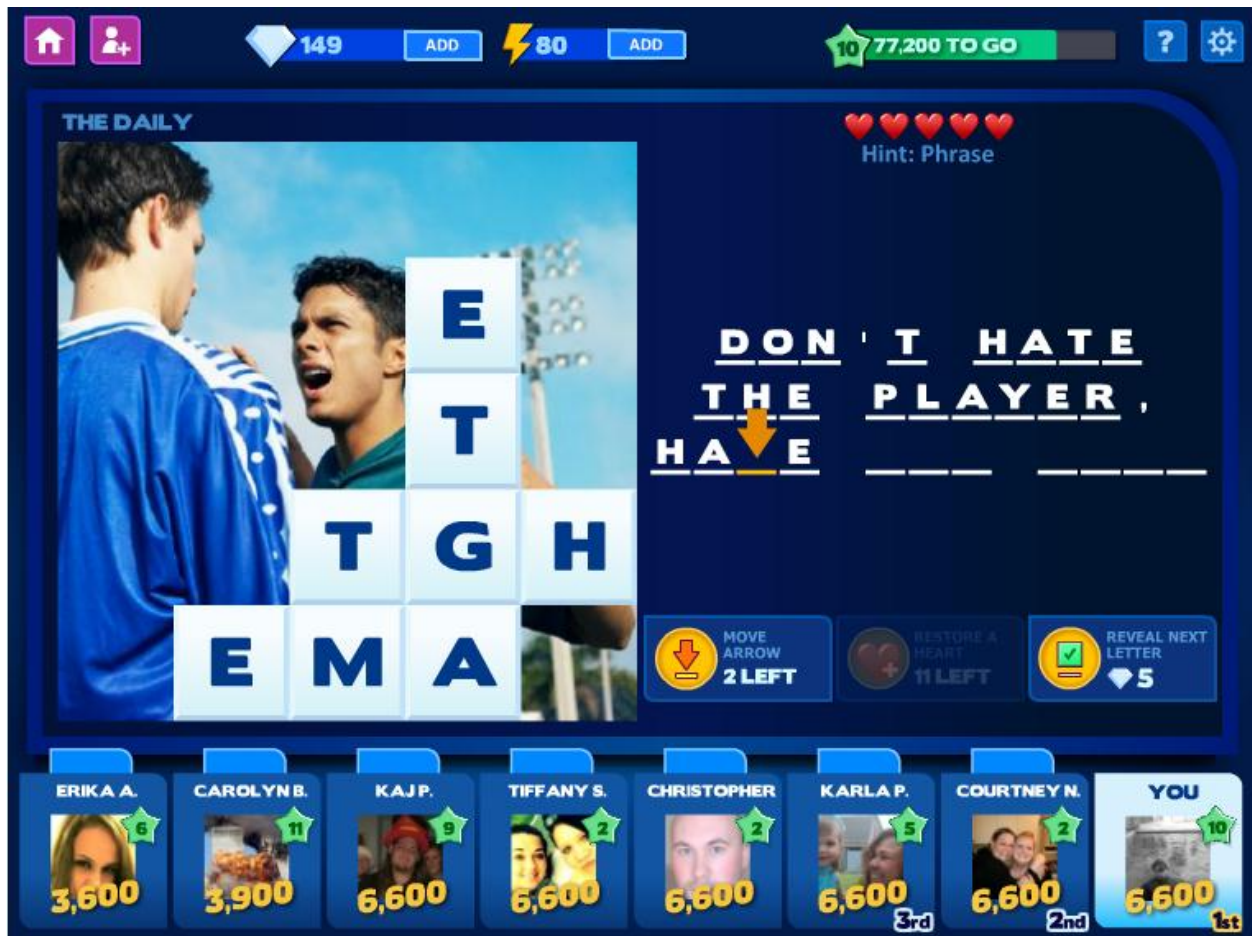 149 ADD 80 ADD 10 77,200 TO GO ?
THE DAILY
Hint: Phrase
E
T
T G H
E M A
DON'T HATE
THE PLAYER,
HA_E ___ ____
MOVE ARROW 2 LEFT
RESTORE A HEART 11 LEFT
REVEAL NEXT LETTER 5
ERIKA A. 6 3,600
CAROLYN B. 11 3,900
KAJ P. 9 6,600
TIFFANY S. 2 6,600
CHRISTOPHER 2 6,600
KARLA P. 5 6,600 3rd
COURTNEY N. 2 6,600 2nd
YOU 10 6,600 1st